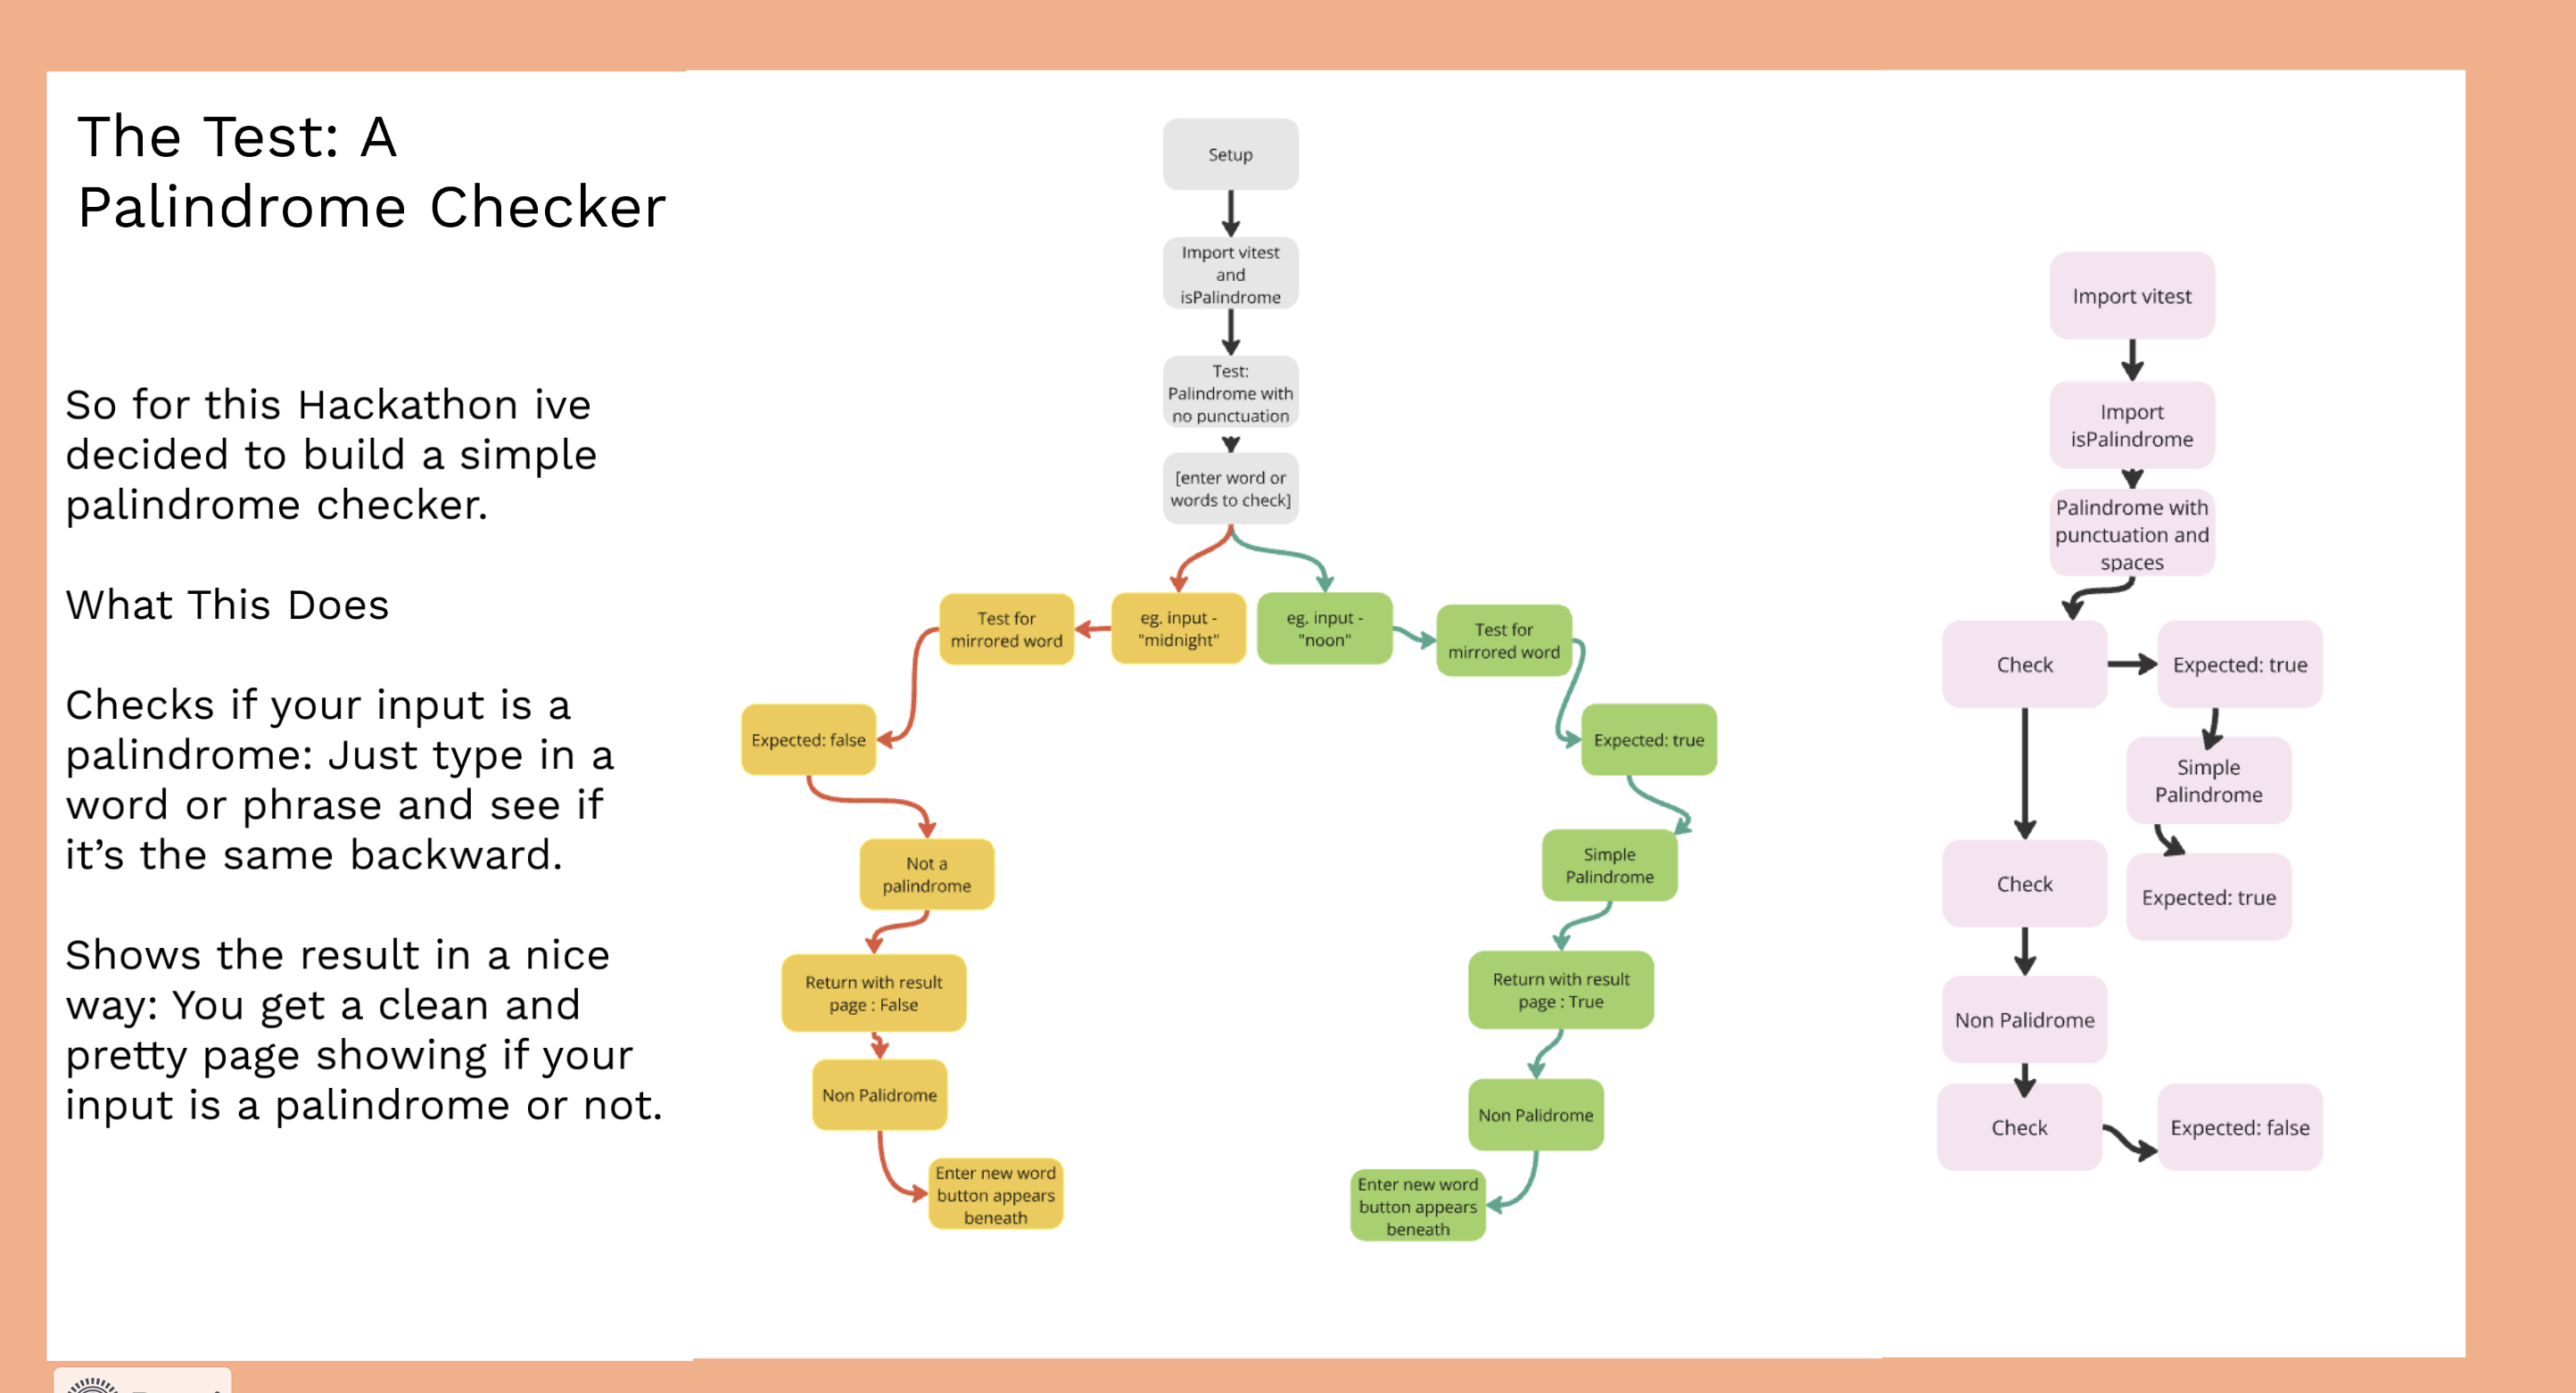 The Test: A
Palindrome Checker
So for this Hackathon ive
decided to build a simple
palindrome checker.
What This Does
Checks if your input is a
palindrome: Just type in a
word or phrase and see if
it’s the same backward.
Shows the result in a nice
way: You get a clean and
pretty page showing if your
input is a palindrome or not.
Setup
Import vitest
and
isPalindrome
Test:
Palindrome with
no punctuation
[enter word or
words to check]
eg. input -
"midnight"
Test for
mirrored word
Expected: false
Not a
palindrome
Return with result
page : False
Non Palidrome
Enter new word
button appears
beneath
eg. input -
"noon"
Test for
mirrored word
Expected: true
Simple
Palindrome
Return with result
page : True
Non Palidrome
Enter new word
button appears
beneath
Import vitest
Import
isPalindrome
Palindrome with
punctuation and
spaces
Check
Expected: true
Simple
Palindrome
Expected: true
Check
Non Palidrome
Check
Expected: false